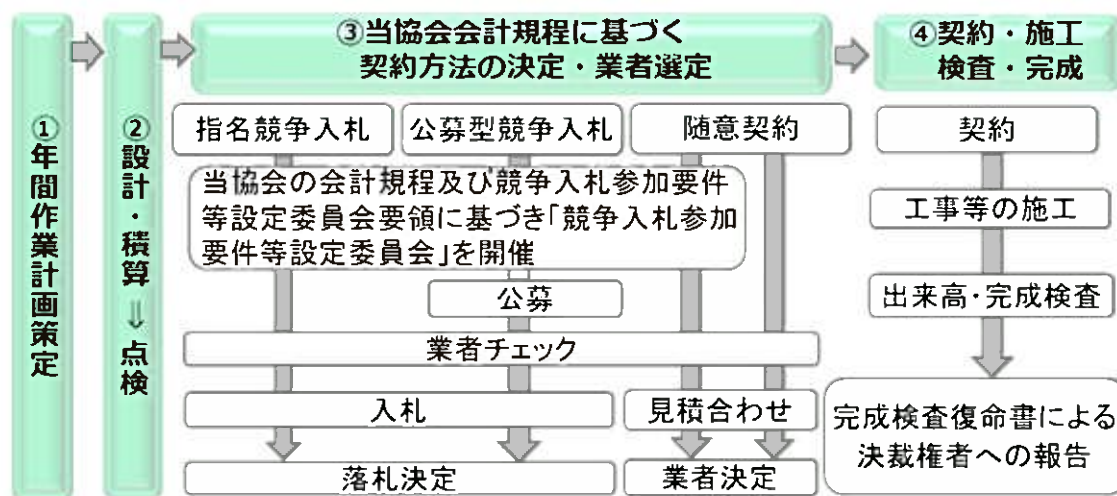 ①年間作業計画策定
②設計・積算⇒点検
③当協会会計規程に基づく
契約方法の決定・業者選定
指名競争入札
公募型競争入札
随意契約
当協会の会計規程及び競争入札参加要件
等設定委員会要領に基づき「競争入札参加
要件等設定委員会」を開催
公募
業者チェック
入札
見積合わせ
落札決定
業者決定
④契約・施工
検査・完成
契約
工事等の施工
出来高・完成検査
完成検査復命書による
決裁権者への報告